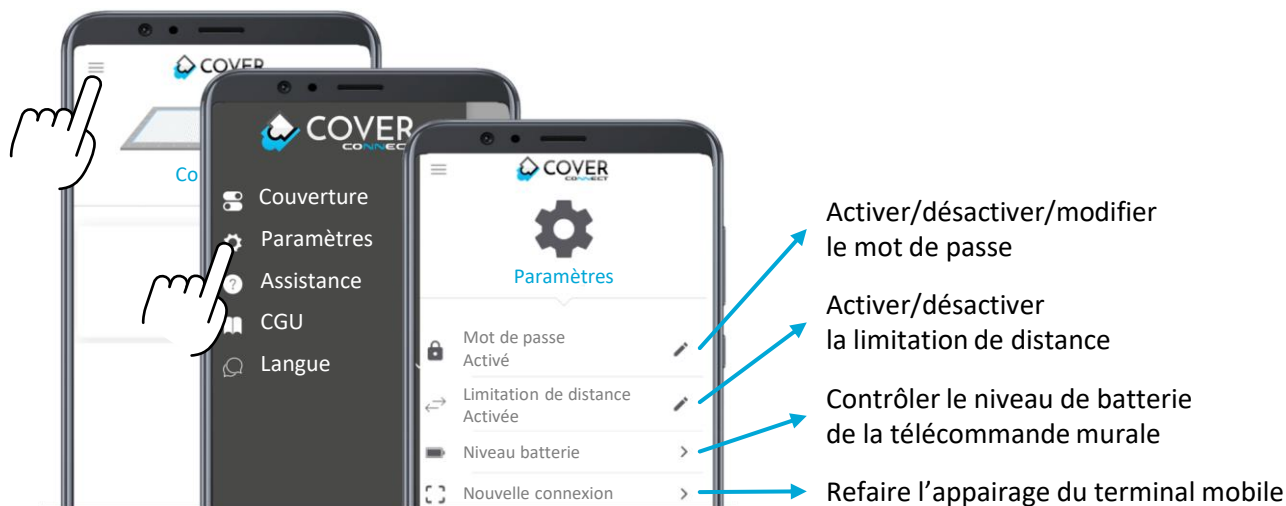 COVER
Co
COVER
CONNEC
Couverture
Paramètres
Assistance
CGU
Langue
COVER
CONNECT
Paramètres
Mot de passe
Activé
Limitation de distance
Activée
Niveau batterie
Nouvelle connexion
Activer/désactiver/modifier
le mot de passe
Activer/désactiver
la limitation de distance
Contrôler le niveau de batterie
de la télécommande murale
Refaire l’appairage du terminal mobile